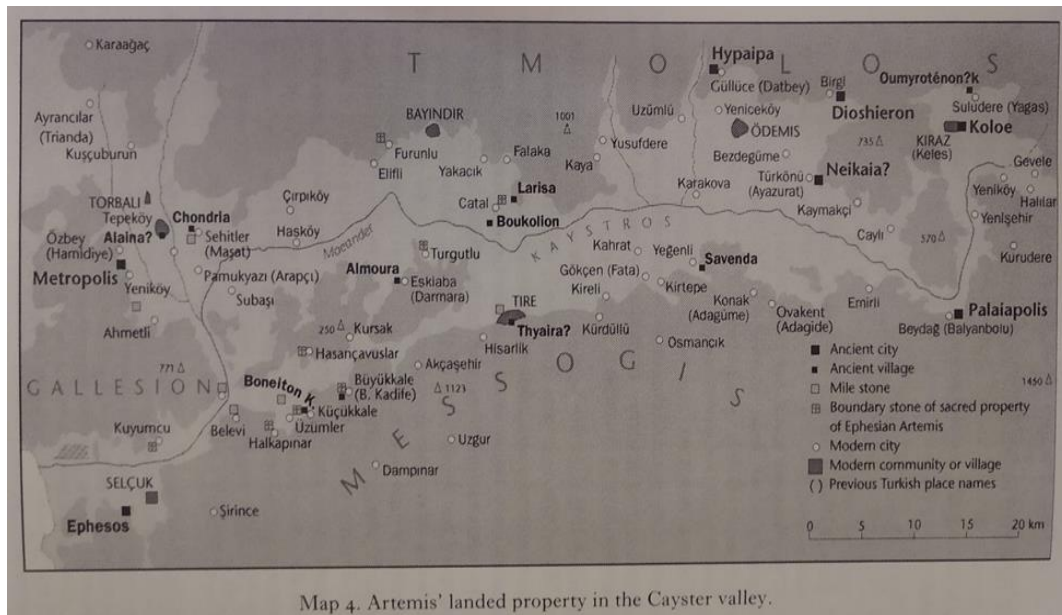 Karaağaç
T M O L O S
Hypaipa
Güllüce (Datbey)
Birgi
Dioshieron
Oumyroténon?k
Suludere (Yagas)
Ayrancılar
(Trianda)
BAYINDIR
1001
Uzümlü
Yeniceköy
ÖDEMIS
735
KIRAZ
(Keles)
Koloe
Kuşçuburun
Furunlu
Elifli
Yakacık
Falaka
Kaya
Yusufdere
Bezdegüme
Gevele
TORBALI
Tepeköy
Alaina?
Chondria
Sehitler
(Maşat)
Çırpıköy
Larisa
Catal
Boukolion
Karakova
Türkönü
(Ayazurat)
Neikaia?
Yeniköy
Halılar
Kaymakçi
Yenişehir
Özbey
(Hamidiye)
Haşköy
Maeander
KAYSTROS
Caylı
570
Kurudere
Metropolis
Yeniköy
Pamukyazı (Arapçı)
Subaşı
Turgutlu
Almoura
Eskiaba
(Darmara)
Kahrat
Yeğenli
Savenda
Gökçen (Fata)
Kireli
Kirtepe
Konak
(Adagüme)
Ovakent
(Adagide)
Emirli
Palaiapolis
Beydağ (Balyanbolu)
Ahmetli
TIRE
Thyaira?
Kürdüllü
250
Kursak
Hisarlik
Osmancık
771
Hasançavuslar
Akçaşehir
GALLESION
Boneiton K.
Büyükkale
(B. Kadife)
1123
MESSOGIS
1450
Küçükkale
Kuyumcu
Belevi
Üzümler
Halkapınar
Uzgur
Dampınar
SELÇUK
Ephesos
Şirince
Ancient city
Ancient village
Mile stone
Boundary stone of sacred property
of Ephesian Artemis
Modern city
Modern community or village
( ) Previous Turkish place names
0 5 10 15 20 km
Map 4. Artemis' landed property in the Cayster valley.